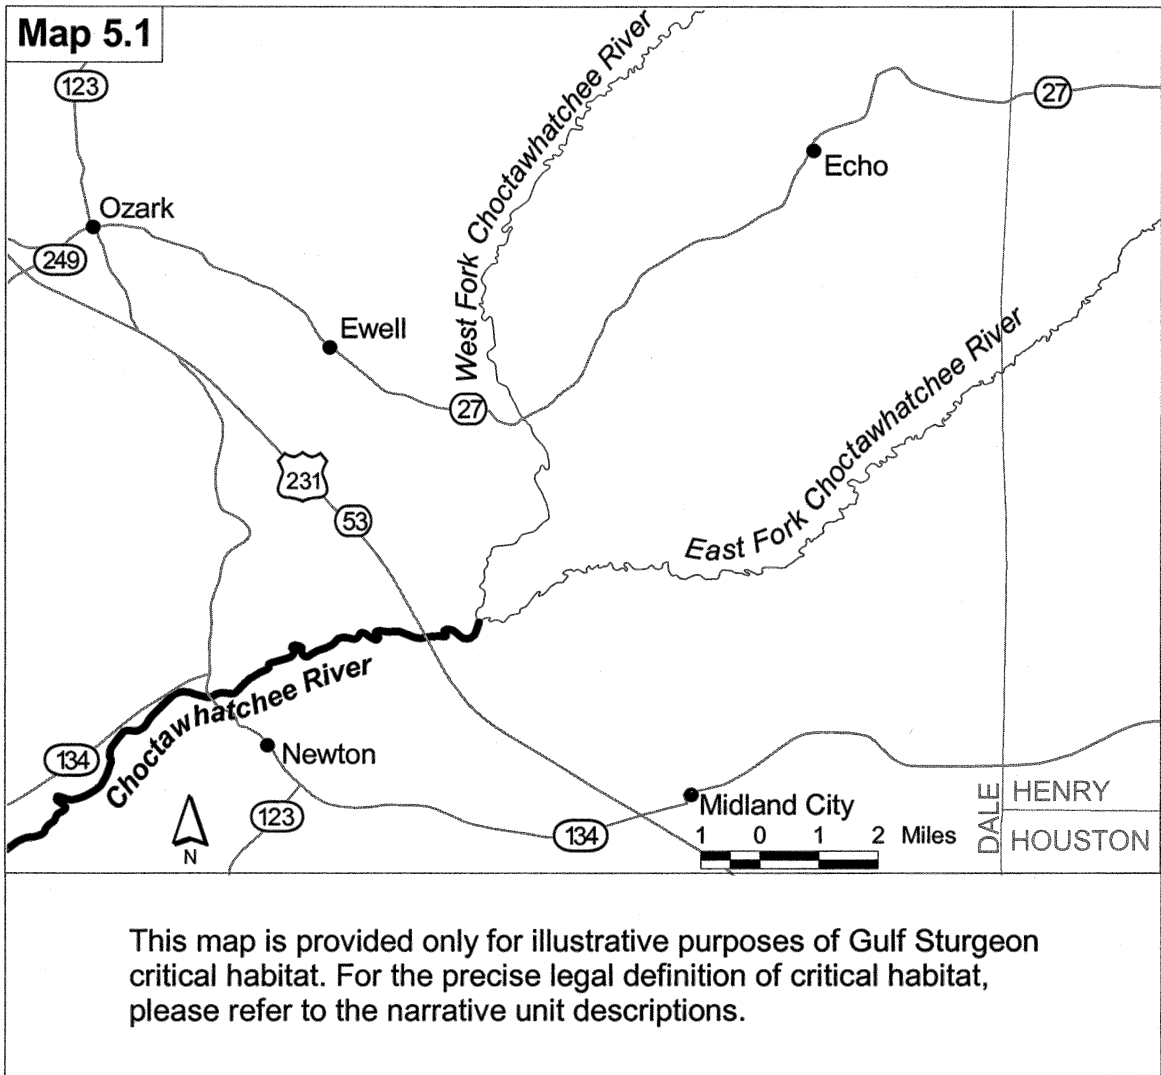 Map 5.1
123
West Fork Choctawhatchee River
27
Echo
Ozark
249
Ewell
27
East Fork Choctawhatchee River
231
53
Choctawhatchee River
134
Newton
123
N
134
Midland City
1 0 1 2 Miles
DALE
HENRY
HOUSTON
This map is provided only for illustrative purposes of Gulf Sturgeon
critical habitat. For the precise legal definition of critical habitat,
please refer to the narrative unit descriptions.